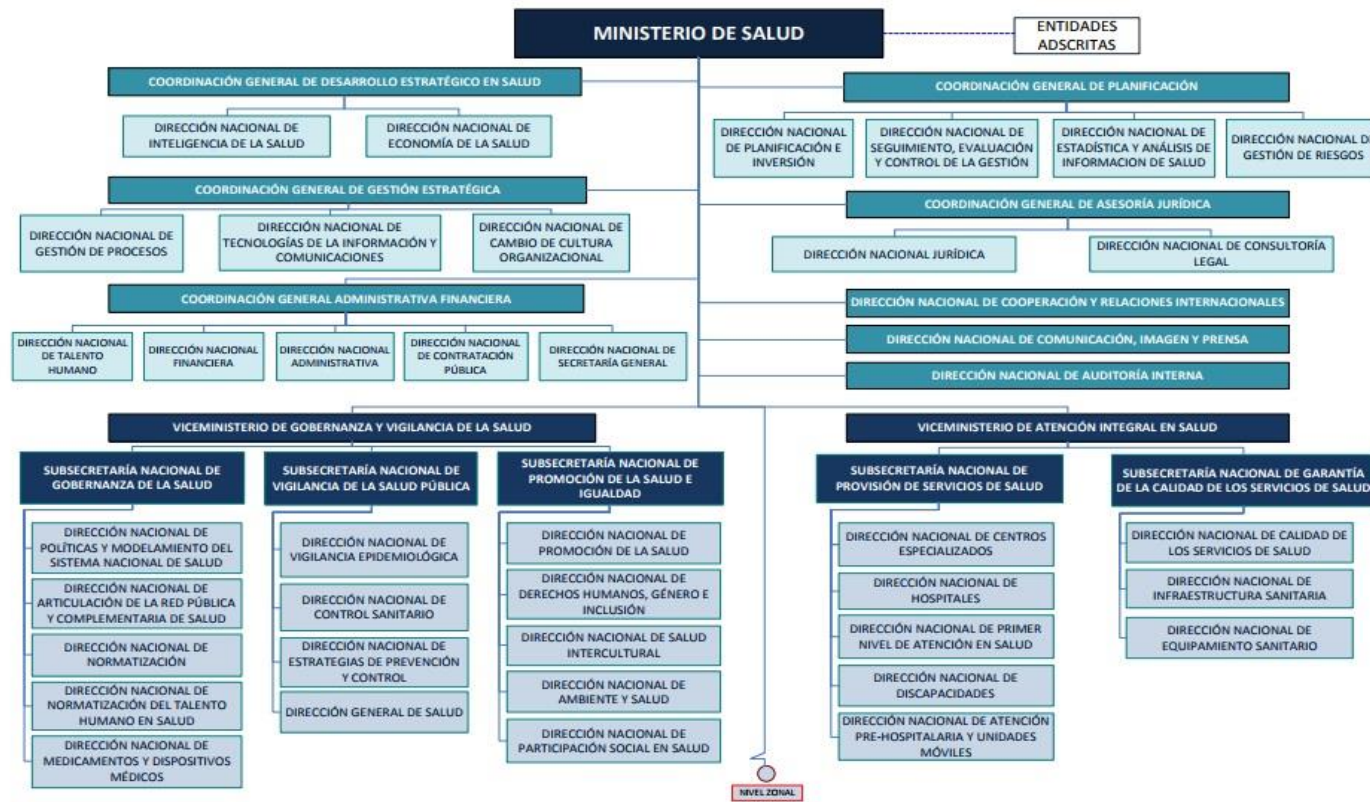 MINISTERIO DE SALUD
ENTIDADES
ADSCRITAS
COORDINACIÓN GENERAL DE DESARROLLO ESTRATÉGICO EN SALUD
DIRECCIÓN NACIONAL DE
INTELIGENCIA DE LA SALUD
DIRECCIÓN NACIONAL DE
ECONOMÍA DE LA SALUD
COORDINACIÓN GENERAL DE PLANIFICACIÓN
DIRECCIÓN NACIONAL
DE PLANIFICACIÓN E
INVERSIÓN
DIRECCIÓN NACIONAL DE
SEGUIMIENTO, EVALUACIÓN
Y CONTROL DE LA GESTIÓN
DIRECCIÓN NACIONAL DE
ESTADÍSTICA Y ANÁLISIS DE
INFORMACION DE SALUD
DIRECCIÓN NACIONAL DE
GESTIÓN DE RIESGOS
COORDINACIÓN GENERAL DE GESTIÓN ESTRATÉGICA
DIRECCIÓN NACIONAL DE
GESTIÓN DE PROCESOS
DIRECCIÓN NACIONAL DE
TECNOLOGÍAS DE LA INFORMACIÓN Y
COMUNICACIONES
DIRECCIÓN NACIONAL DE
CAMBIO DE CULTURA
ORGANIZACIONAL
COORDINACIÓN GENERAL DE ASESORÍA JURÍDICA
DIRECCIÓN NACIONAL JURÍDICA
DIRECCIÓN NACIONAL DE CONSULTORÍA
LEGAL
COORDINACIÓN GENERAL ADMINISTRATIVA FINANCIERA
DIRECCIÓN NACIONAL
DE TALENTO
HUMANO
DIRECCIÓN NACIONAL
FINANCIERA
DIRECCIÓN NACIONAL
ADMINISTRATIVA
DIRECCIÓN NACIONAL
DE CONTRATACIÓN
PÚBLICA
DIRECCIÓN NACIONAL DE
SECRETARÍA GENERAL
DIRECCIÓN NACIONAL DE COOPERACIÓN Y RELACIONES INTERNACIONALES
DIRECCIÓN NACIONAL DE COMUNICACIÓN, IMAGEN Y PRENSA
DIRECCIÓN NACIONAL DE AUDITORÍA INTERNA
VICEMINISTERIO DE GOBERNANZA Y VIGILANCIA DE LA SALUD
SUBSECRETARÍA NACIONAL DE
GOBERNANZA DE LA SALUD
DIRECCIÓN NACIONAL DE
POLÍTICAS Y MODELAMIENTO DEL
SISTEMA NACIONAL DE SALUD
DIRECCIÓN NACIONAL DE
ARTICULACIÓN DE LA RED PÚBLICA
Y COMPLEMENTARIA DE SALUD
DIRECCIÓN NACIONAL DE
NORMATIZACIÓN
DIRECCIÓN NACIONAL DE
NORMATIZACIÓN DEL TALENTO
HUMANO EN SALUD
DIRECCIÓN NACIONAL DE
MEDICAMENTOS Y DISPOSITIVOS
MÉDICOS
SUBSECRETARÍA NACIONAL DE
VIGILANCIA DE LA SALUD PÚBLICA
DIRECCIÓN NACIONAL DE
VIGILANCIA EPIDEMIOLÓGICA
DIRECCIÓN NACIONAL DE
CONTROL SANITARIO
DIRECCIÓN NACIONAL DE
ESTRATEGIAS DE PREVENCIÓN
Y CONTROL
DIRECCIÓN GENERAL DE SALUD
SUBSECRETARÍA NACIONAL DE
PROMOCIÓN DE LA SALUD E
IGUALDAD
DIRECCIÓN NACIONAL DE
PROMOCIÓN DE LA SALUD
DIRECCIÓN NACIONAL DE
DERECHOS HUMANOS, GÉNERO E
INCLUSIÓN
DIRECCIÓN NACIONAL DE SALUD
INTERCULTURAL
DIRECCIÓN NACIONAL DE
AMBIENTE Y SALUD
DIRECCIÓN NACIONAL DE
PARTICIPACIÓN SOCIAL EN SALUD
VICEMINISTERIO DE ATENCIÓN INTEGRAL EN SALUD
SUBSECRETARÍA NACIONAL DE
PROVISIÓN DE SERVICIOS DE SALUD
DIRECCIÓN NACIONAL DE CENTROS
ESPECIALIZADOS
DIRECCIÓN NACIONAL DE
HOSPITALES
DIRECCIÓN NACIONAL DE PRIMER
NIVEL DE ATENCIÓN EN SALUD
DIRECCIÓN NACIONAL DE
DISCAPACIDADES
DIRECCIÓN NACIONAL DE ATENCIÓN
PRE-HOSPITALARIA Y UNIDADES
MÓVILES
SUBSECRETARÍA NACIONAL DE GARANTÍA
DE LA CALIDAD DE LOS SERVICIOS DE SALUD
DIRECCIÓN NACIONAL DE CALIDAD DE
LOS SERVICIOS DE SALUD
DIRECCIÓN NACIONAL DE
INFRAESTRUCTURA SANITARIA
DIRECCIÓN NACIONAL DE
EQUIPAMIENTO SANITARIO
NIVEL ZONAL